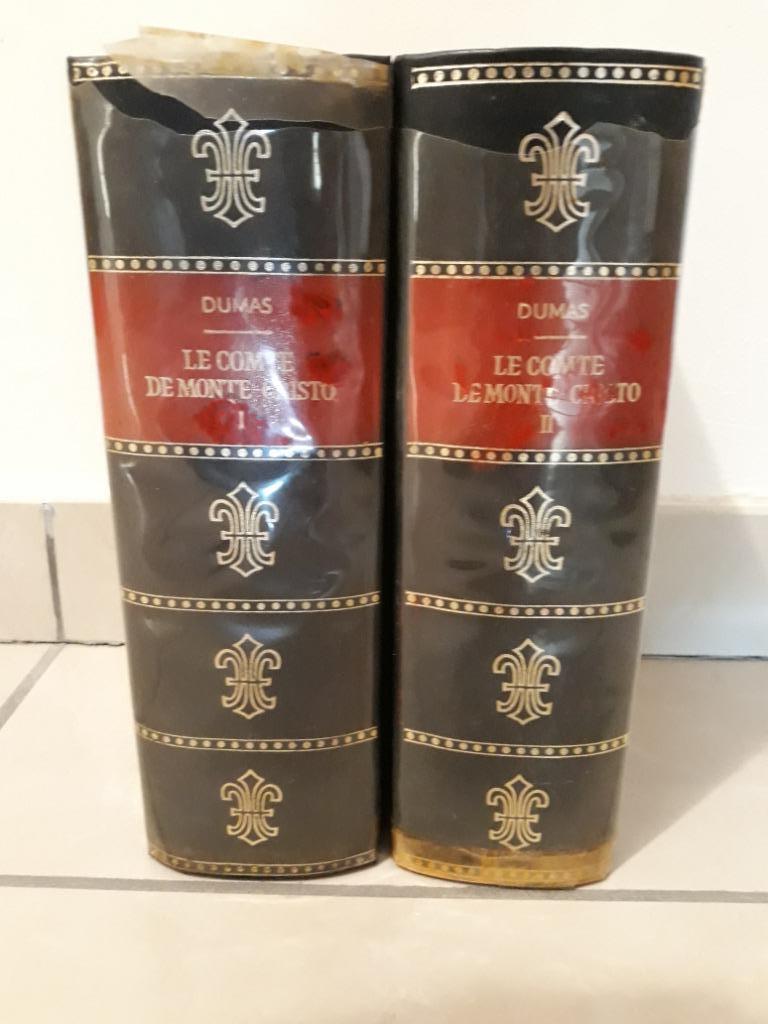 DUMAS
LE COMTE
DE MONTE-CRISTO
I
DUMAS
LE COMTE
DE MONTE-CRISTO
II